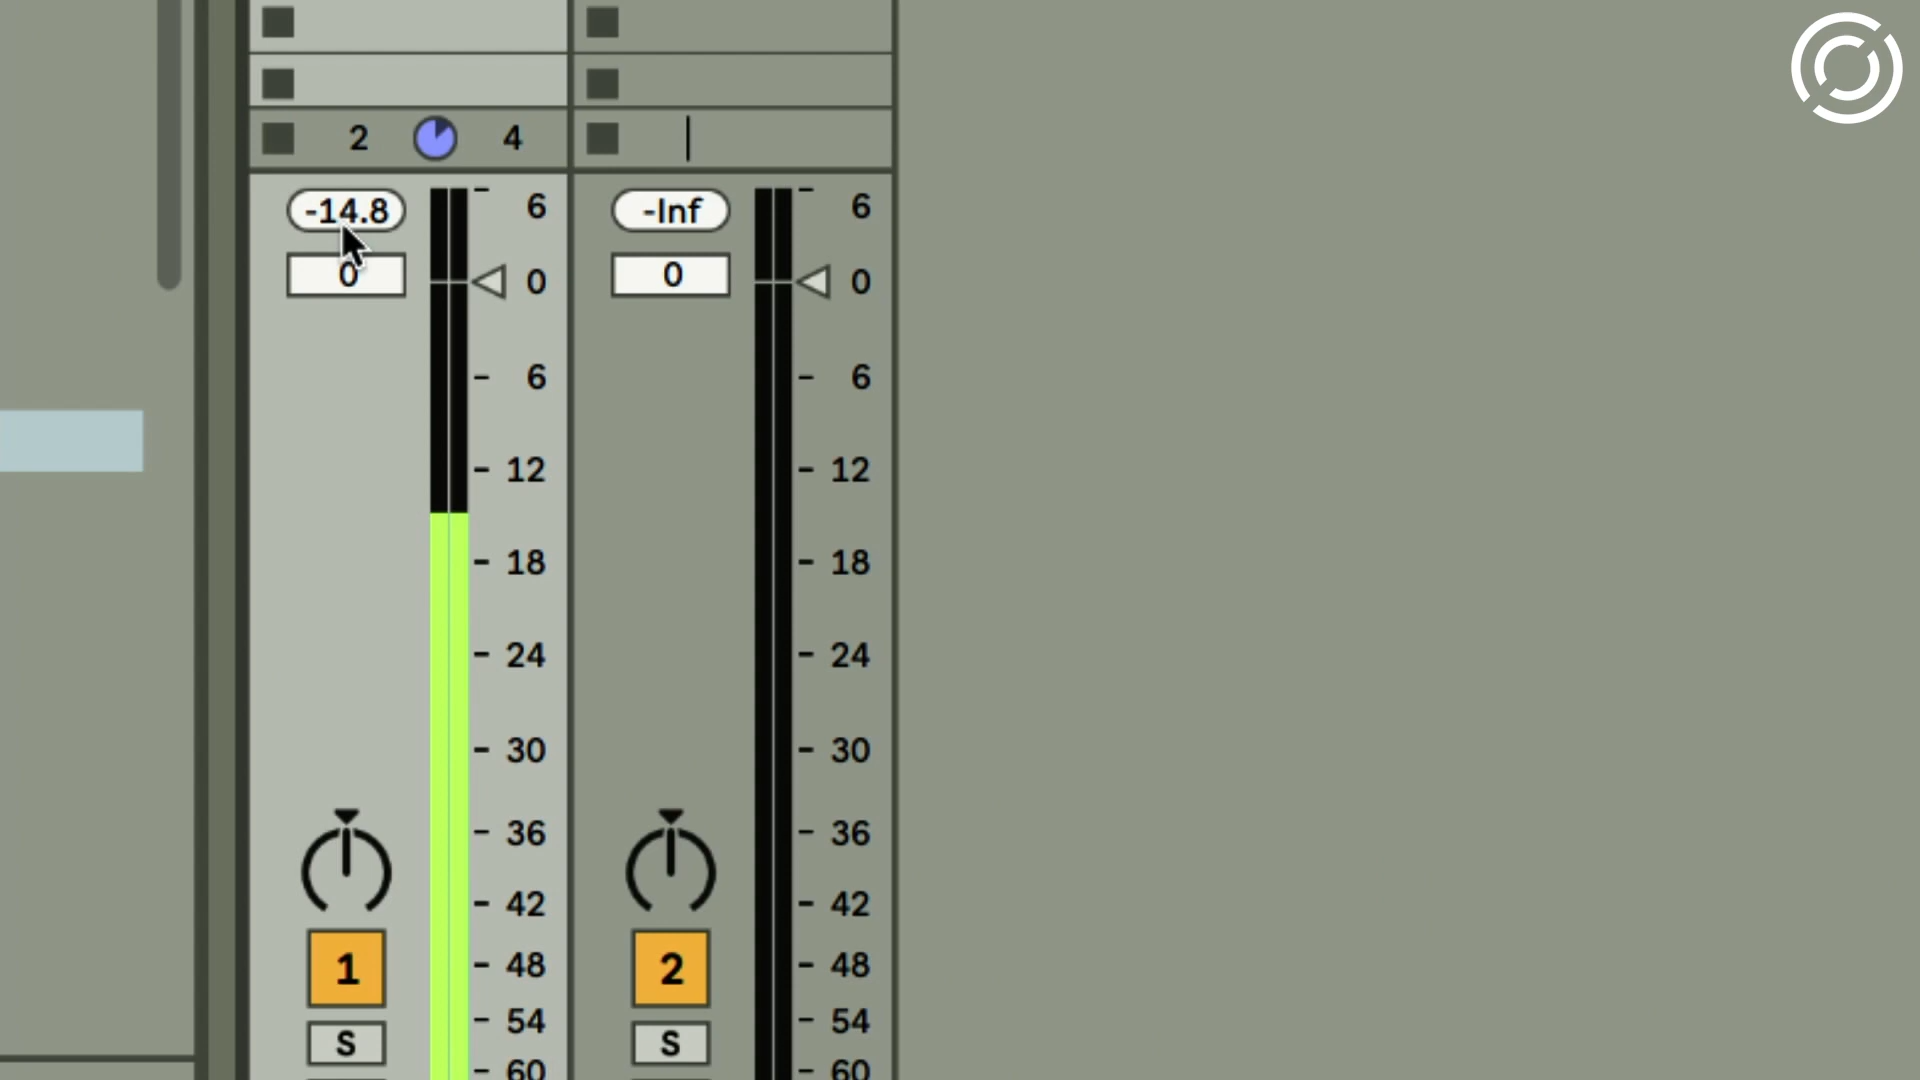 2 4
-14.8 6 -Inf 6
0 0 0 0
6 6
12 12
18 18
24 24
30 30
36 36
42 42
1 48 2 48
S 54 S 54
60 60